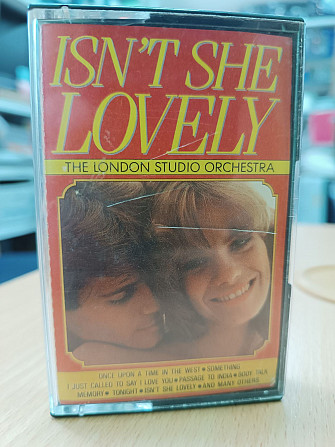 ISN'T SHE
LOVELY
THE LONDON STUDIO ORCHESTRA
ONCE UPON A TIME IN THE WEST • SOMETHING
I JUST CALLED TO SAY I LOVE YOU • PASSAGE TO INDIA • BODY TALK
MEMORY • TONIGHT • ISN'T SHE LOVELY • AND MANY OTHERS